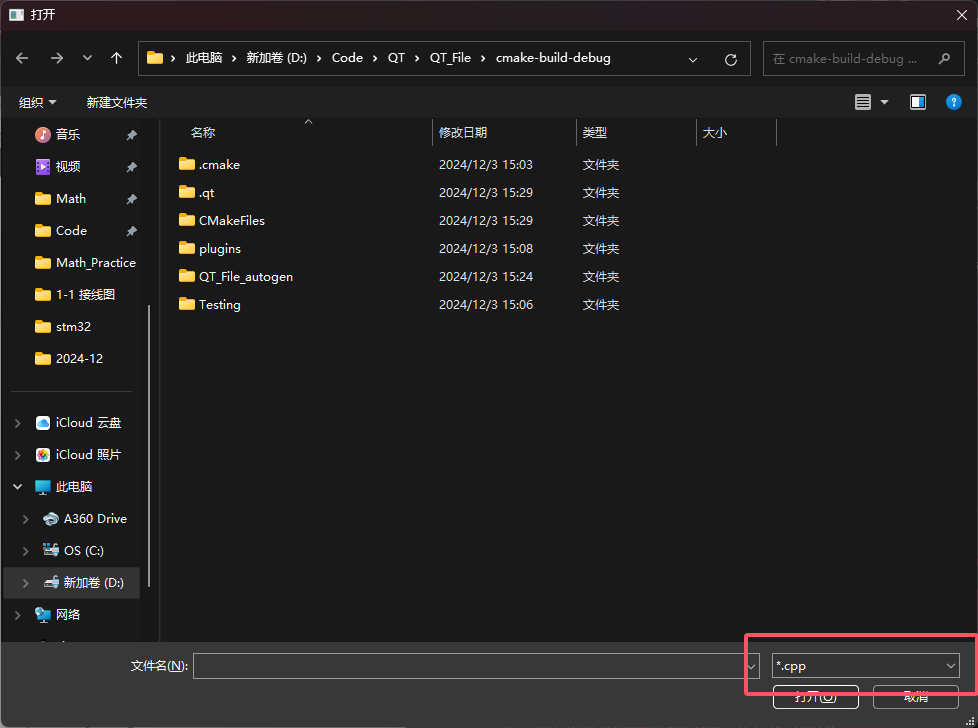 打开
此电脑 新加卷 (D:) Code QT QT_File cmake-build-debug
在 cmake-build-debug ...
组织 新建文件夹
音乐
视频
Math
Code
Math_Practice
1-1 接线图
stm32
2024-12
iCloud 云盘
iCloud 照片
此电脑
A360 Drive
OS (C:)
新加卷 (D:)
网络
名称 修改日期 类型 大小
.cmake 2024/12/3 15:03 文件夹
.qt 2024/12/3 15:29 文件夹
CMakeFiles 2024/12/3 15:29 文件夹
plugins 2024/12/3 15:08 文件夹
QT_File_autogen 2024/12/3 15:24 文件夹
Testing 2024/12/3 15:06 文件夹
文件名(N): *.cpp
打开(O) 取消